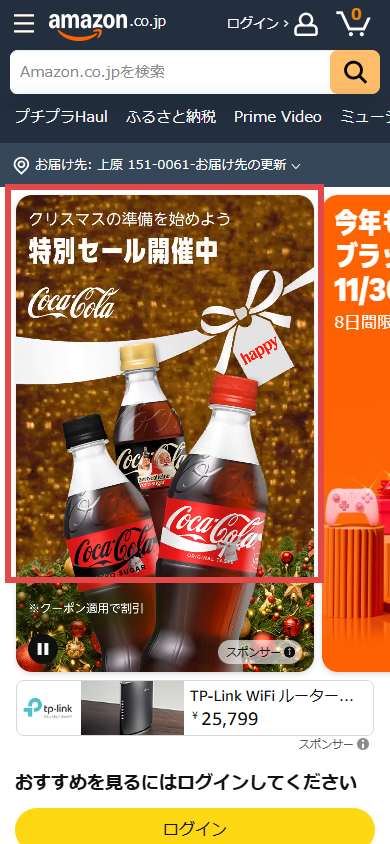 amazon.co.jp
ログイン ›
0
Amazon.co.jpを検索
プチプラHaul ふるさと納税 Prime Video ミュー
お届け先: 上原 151-0061-お届け先の更新
クリスマスの準備を始めよう
特別セール開催中
Coca-Cola
happy
Coca-Cola
Coca-Cola
ZERO SUGAR
Coca-Cola
ORIGINAL TASTE
※クーポン適用で割引
スポンサー
今年も
ブラッ
11/30
8日間限
tp-link
TP-Link WiFi ルーター...
¥25,799
スポンサー
おすすめを見るにはログインしてください
ログイン